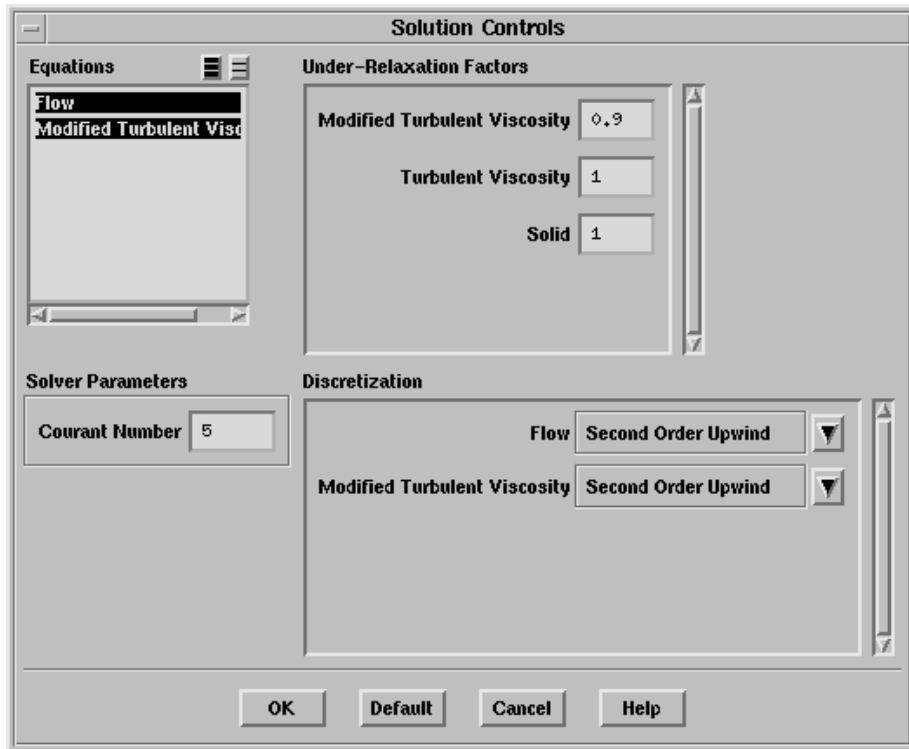 Solution Controls
Equations
Flow
Modified Turbulent Visc
Under-Relaxation Factors
Modified Turbulent Viscosity 0.9
Turbulent Viscosity 1
Solid 1
Solver Parameters
Courant Number 5
Discretization
Flow Second Order Upwind
Modified Turbulent Viscosity Second Order Upwind
OK Default Cancel Help